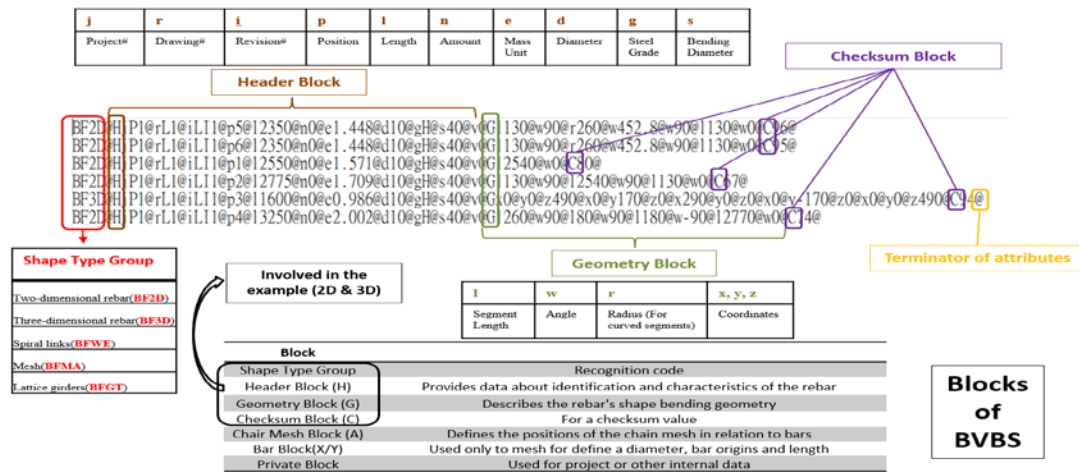 j r i p l n e d g s
Project# Drawing# Revision# Position Length Amount Mass Unit Diameter Steel Grade Bending Diameter
Checksum Block
Header Block
BF2D@HjP1@rL1@iLI1@p5@l2350@n0@e1.448@d10@gH@s40@v0@Gl130@w90@r260@w452.8@w90@l130@w0@C96@
BF2D@HjP1@rL1@iLI1@p6@l2350@n0@e1.448@d10@gH@s40@v0@Gl130@w90@r260@w452.8@w90@l130@w0@C95@
BF2D@HjP1@rL1@iLI1@p1@l2550@n0@e1.571@d10@gH@s40@v0@Gl2540@w0@C80@
BF2D@HjP1@rL1@iLI1@p2@l2775@n0@e1.709@d10@gH@s40@v0@Gl130@w90@l2540@w90@l130@w0@C67@
BF3D@HjP1@rL1@iLI1@p3@l1600@n0@e0.986@d10@gH@s40@v0@Gx0@y0@z490@x0@y170@z0@x290@y0@z0@x0@y-170@z0@x0@y0@z490@C94@
BF2D@HjP1@rL1@iLI1@p4@l3250@n0@e2.002@d10@gH@s40@v0@Gl260@w90@l80@w90@l180@w-90@l2770@w0@C74@
Shape Type Group
Two-dimensional rebar(BF2D)
Three-dimensional rebar(BF3D)
Spiral links(BFWE)
Mesh(BFMA)
Lattice girders(BFGT)
Involved in the
example (2D & 3D)
Geometry Block
Terminator of attributes
l w r x, y, z
Segment Length Angle Radius (For curved segments) Coordinates
Block
Shape Type Group Recognition code
Header Block (H) Provides data about identification and characteristics of the rebar
Geometry Block (G) Describes the rebar's shape bending geometry
Checksum Block (C) For a checksum value
Chair Mesh Block (A) Defines the positions of the chain mesh in relation to bars
Bar Block(X/Y) Used only to mesh for define a diameter, bar origins and length
Private Block Used for project or other internal data
Blocks
of
BVBS